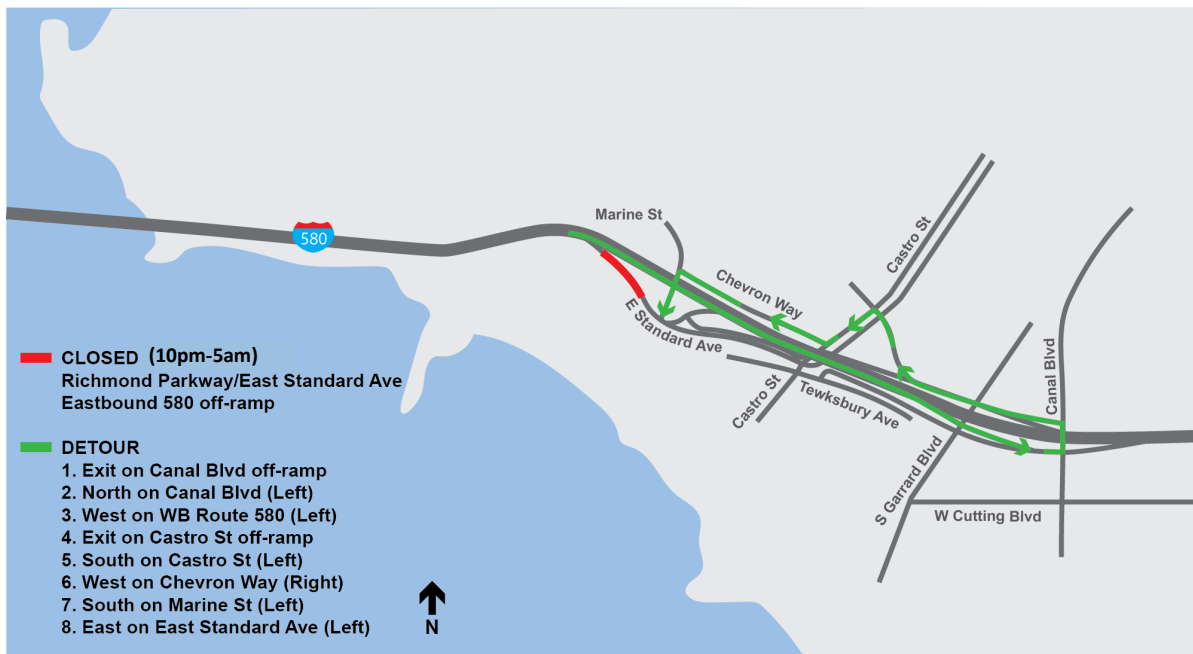 Marine St
580
Chevron Way
Castro St
E Standard Ave
Castro St
Tewksbury Ave
Canal Blvd
S Garrard Blvd
W Cutting Blvd
CLOSED (10pm-5am)
Richmond Parkway/East Standard Ave
Eastbound 580 off-ramp
DETOUR
1. Exit on Canal Blvd off-ramp
2. North on Canal Blvd (Left)
3. West on WB Route 580 (Left)
4. Exit on Castro St off-ramp
5. South on Castro St (Left)
6. West on Chevron Way (Right)
7. South on Marine St (Left)
8. East on East Standard Ave (Left)
N